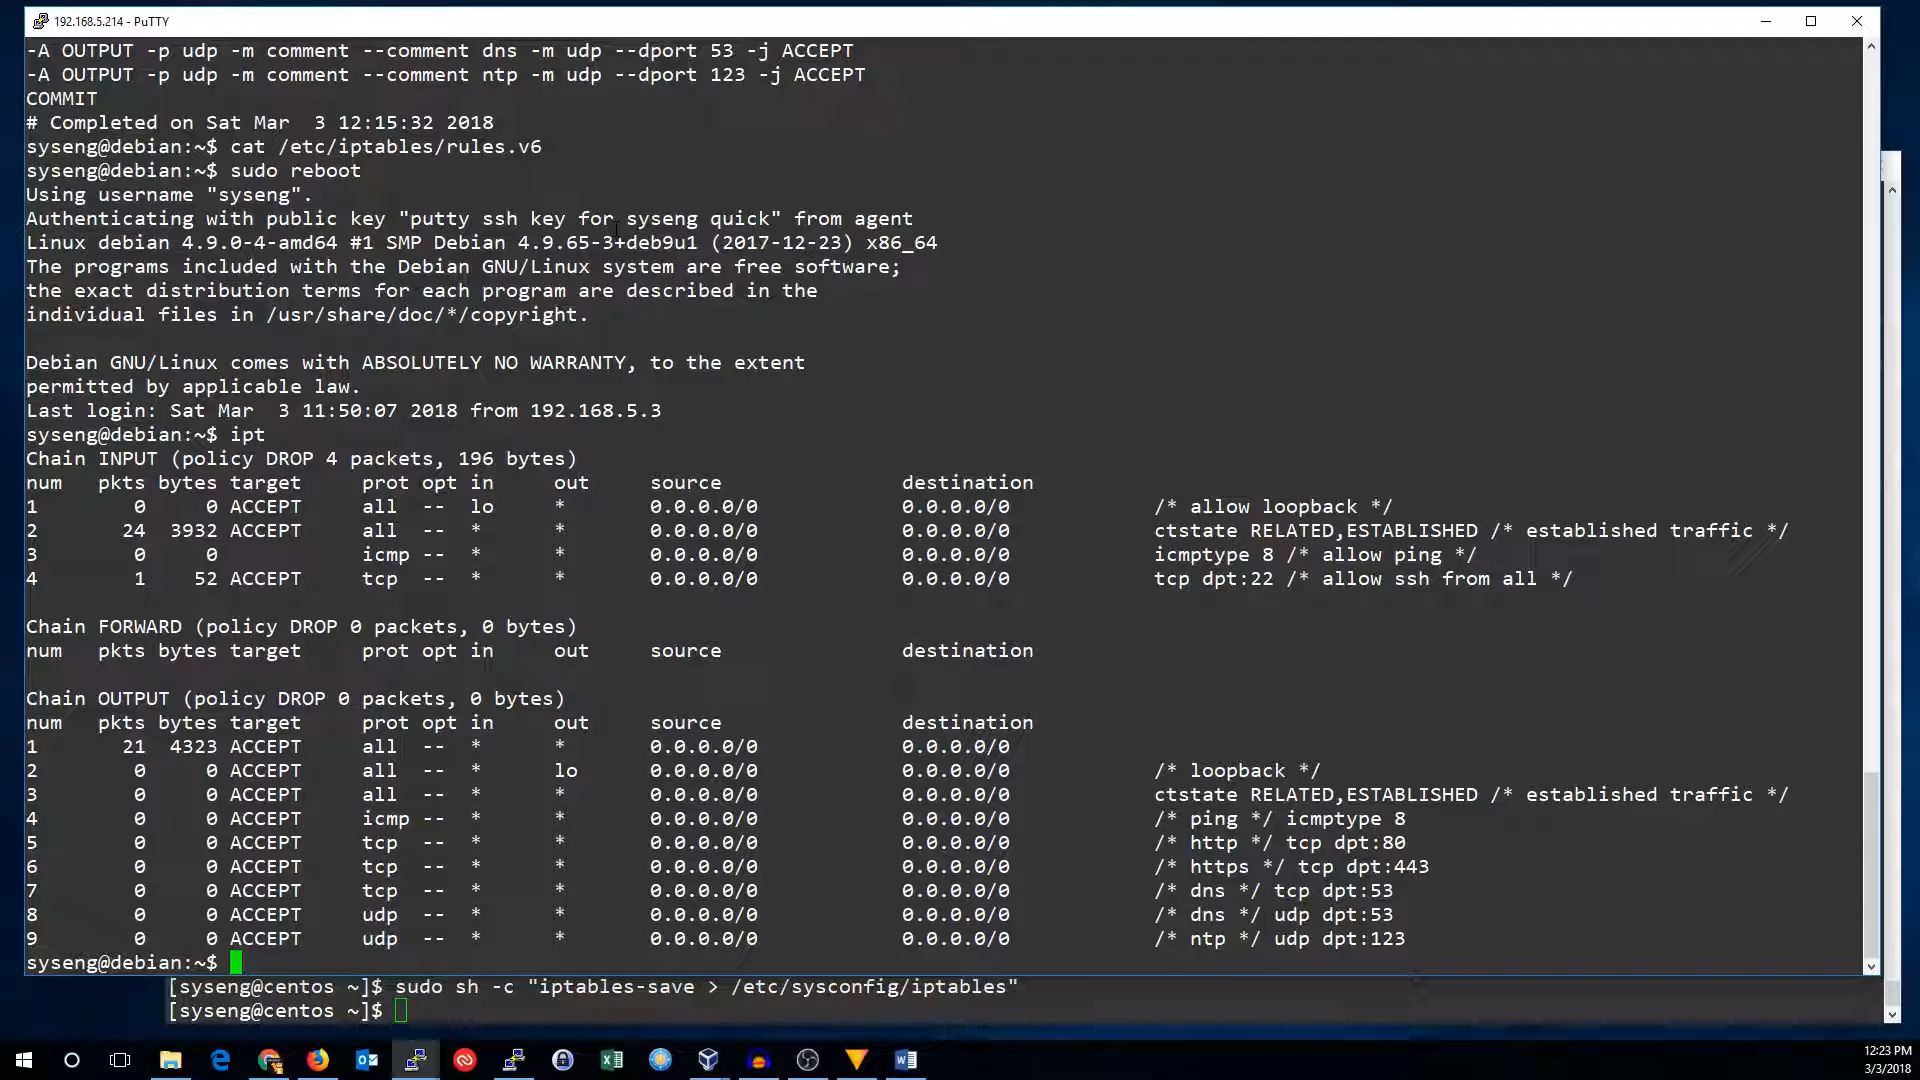 192.168.5.214 - PuTTY
-A OUTPUT -p udp -m comment --comment dns -m udp --dport 53 -j ACCEPT
-A OUTPUT -p udp -m comment --comment ntp -m udp --dport 123 -j ACCEPT
COMMIT
# Completed on Sat Mar  3 12:15:32 2018
syseng@debian:~$ cat /etc/iptables/rules.v6
syseng@debian:~$ sudo reboot
Using username "syseng".
Authenticating with public key "putty ssh key for syseng quick" from agent
Linux debian 4.9.0-4-amd64 #1 SMP Debian 4.9.65-3+deb9u1 (2017-12-23) x86_64
The programs included with the Debian GNU/Linux system are free software;
the exact distribution terms for each program are described in the
individual files in /usr/share/doc/*/copyright.
Debian GNU/Linux comes with ABSOLUTELY NO WARRANTY, to the extent
permitted by applicable law.
Last login: Sat Mar  3 11:50:07 2018 from 192.168.5.3
syseng@debian:~$ ipt
Chain INPUT (policy DROP 4 packets, 196 bytes)
num   pkts bytes target     prot opt in     out     source               destination
1        0     0 ACCEPT     all  --  lo     *       0.0.0.0/0            0.0.0.0/0            /* allow loopback */
2       24  3932 ACCEPT     all  --  *      *       0.0.0.0/0            0.0.0.0/0            ctstate RELATED,ESTABLISHED /* established traffic */
3        0     0            icmp --  *      *       0.0.0.0/0            0.0.0.0/0            icmptype 8 /* allow ping */
4        1    52 ACCEPT     tcp  --  *      *       0.0.0.0/0            0.0.0.0/0            tcp dpt:22 /* allow ssh from all */
Chain FORWARD (policy DROP 0 packets, 0 bytes)
num   pkts bytes target     prot opt in     out     source               destination
Chain OUTPUT (policy DROP 0 packets, 0 bytes)
num   pkts bytes target     prot opt in     out     source               destination
1       21  4323 ACCEPT     all  --  *      *       0.0.0.0/0            0.0.0.0/0
2        0     0 ACCEPT     all  --  *      lo      0.0.0.0/0            0.0.0.0/0            /* loopback */
3        0     0 ACCEPT     all  --  *      *       0.0.0.0/0            0.0.0.0/0            ctstate RELATED,ESTABLISHED /* established traffic */
4        0     0 ACCEPT     icmp --  *      *       0.0.0.0/0            0.0.0.0/0            /* ping */ icmptype 8
5        0     0 ACCEPT     tcp  --  *      *       0.0.0.0/0            0.0.0.0/0            /* http */ tcp dpt:80
6        0     0 ACCEPT     tcp  --  *      *       0.0.0.0/0            0.0.0.0/0            /* https */ tcp dpt:443
7        0     0 ACCEPT     tcp  --  *      *       0.0.0.0/0            0.0.0.0/0            /* dns */ tcp dpt:53
8        0     0 ACCEPT     udp  --  *      *       0.0.0.0/0            0.0.0.0/0            /* dns */ udp dpt:53
9        0     0 ACCEPT     udp  --  *      *       0.0.0.0/0            0.0.0.0/0            /* ntp */ udp dpt:123
syseng@debian:~$
[syseng@centos ~]$ sudo sh -c "iptables-save > /etc/sysconfig/iptables"
[syseng@centos ~]$
12:23 PM
3/3/2018